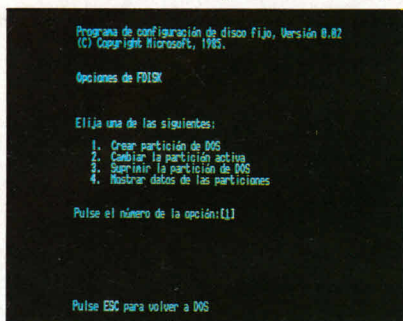 Programa de configuración de disco fijo, Versión 0.02
(C) Copyright Microsoft, 1985.
Opciones de FDISK
Elija una de las siguientes:
1. Crear partición de DOS
2. Cambiar la partición activa
3. Suprimir la partición de DOS
4. Mostrar datos de las particiones
Pulse el número de la opción:[1]
Pulse ESC para volver a DOS